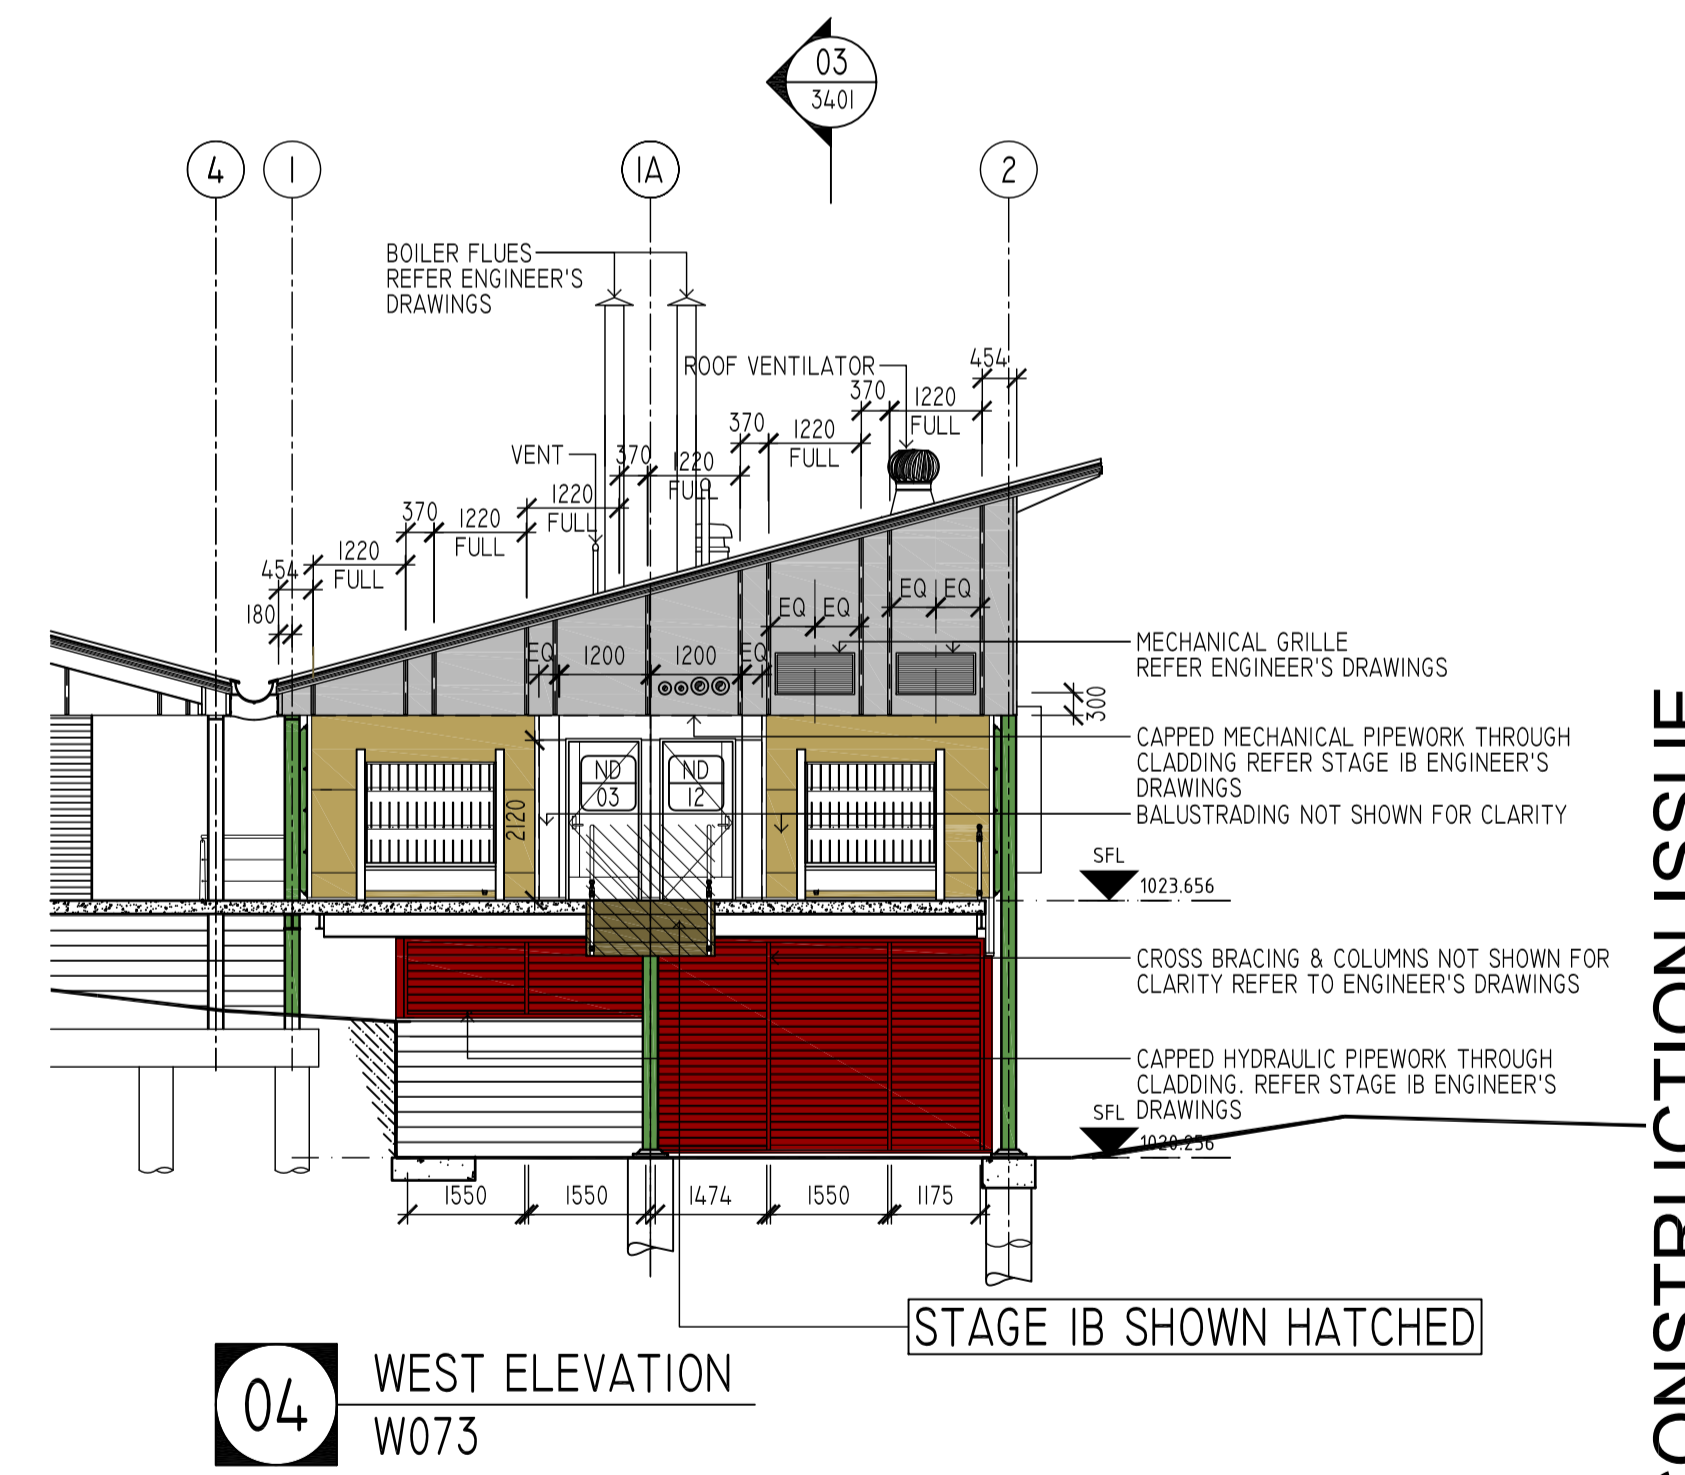 03
3401
4
1
1A
2
BOILER FLUES
REFER ENGINEER'S
DRAWINGS
ROOF VENTILATOR
454
370
1220
FULL
370
1220
FULL
VENT
370
1220
FULL
1220
FULL
370
1220
FULL
1220
FULL
454
180
EQ
EQ
EQ
EQ
EQ
1200
1200
EQ
300
MECHANICAL GRILLE
REFER ENGINEER'S DRAWINGS
CAPPED MECHANICAL PIPEWORK THROUGH
CLADDING REFER STAGE 1B ENGINEER'S
DRAWINGS
BALUSTRADING NOT SHOWN FOR CLARITY
ND
03
ND
12
2120
SFL
1023.656
CROSS BRACING & COLUMNS NOT SHOWN FOR
CLARITY REFER TO ENGINEER'S DRAWINGS
CAPPED HYDRAULIC PIPEWORK THROUGH
CLADDING. REFER STAGE 1B ENGINEER'S
DRAWINGS
SFL
1020.256
1550
1550
1474
1550
1175
STAGE 1B SHOWN HATCHED
04
WEST ELEVATION
W073
CONSTRUCTION ISSUE